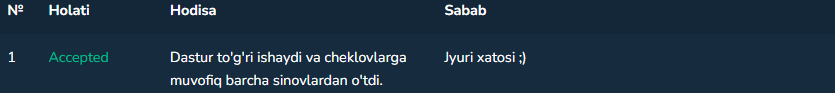 № Holati Hodisa Sabab
1 Accepted Dastur to'g'ri ishaydi va cheklovlarga Jyuri xatosi ;)
muvofiq barcha sinovlardan o'tdi.